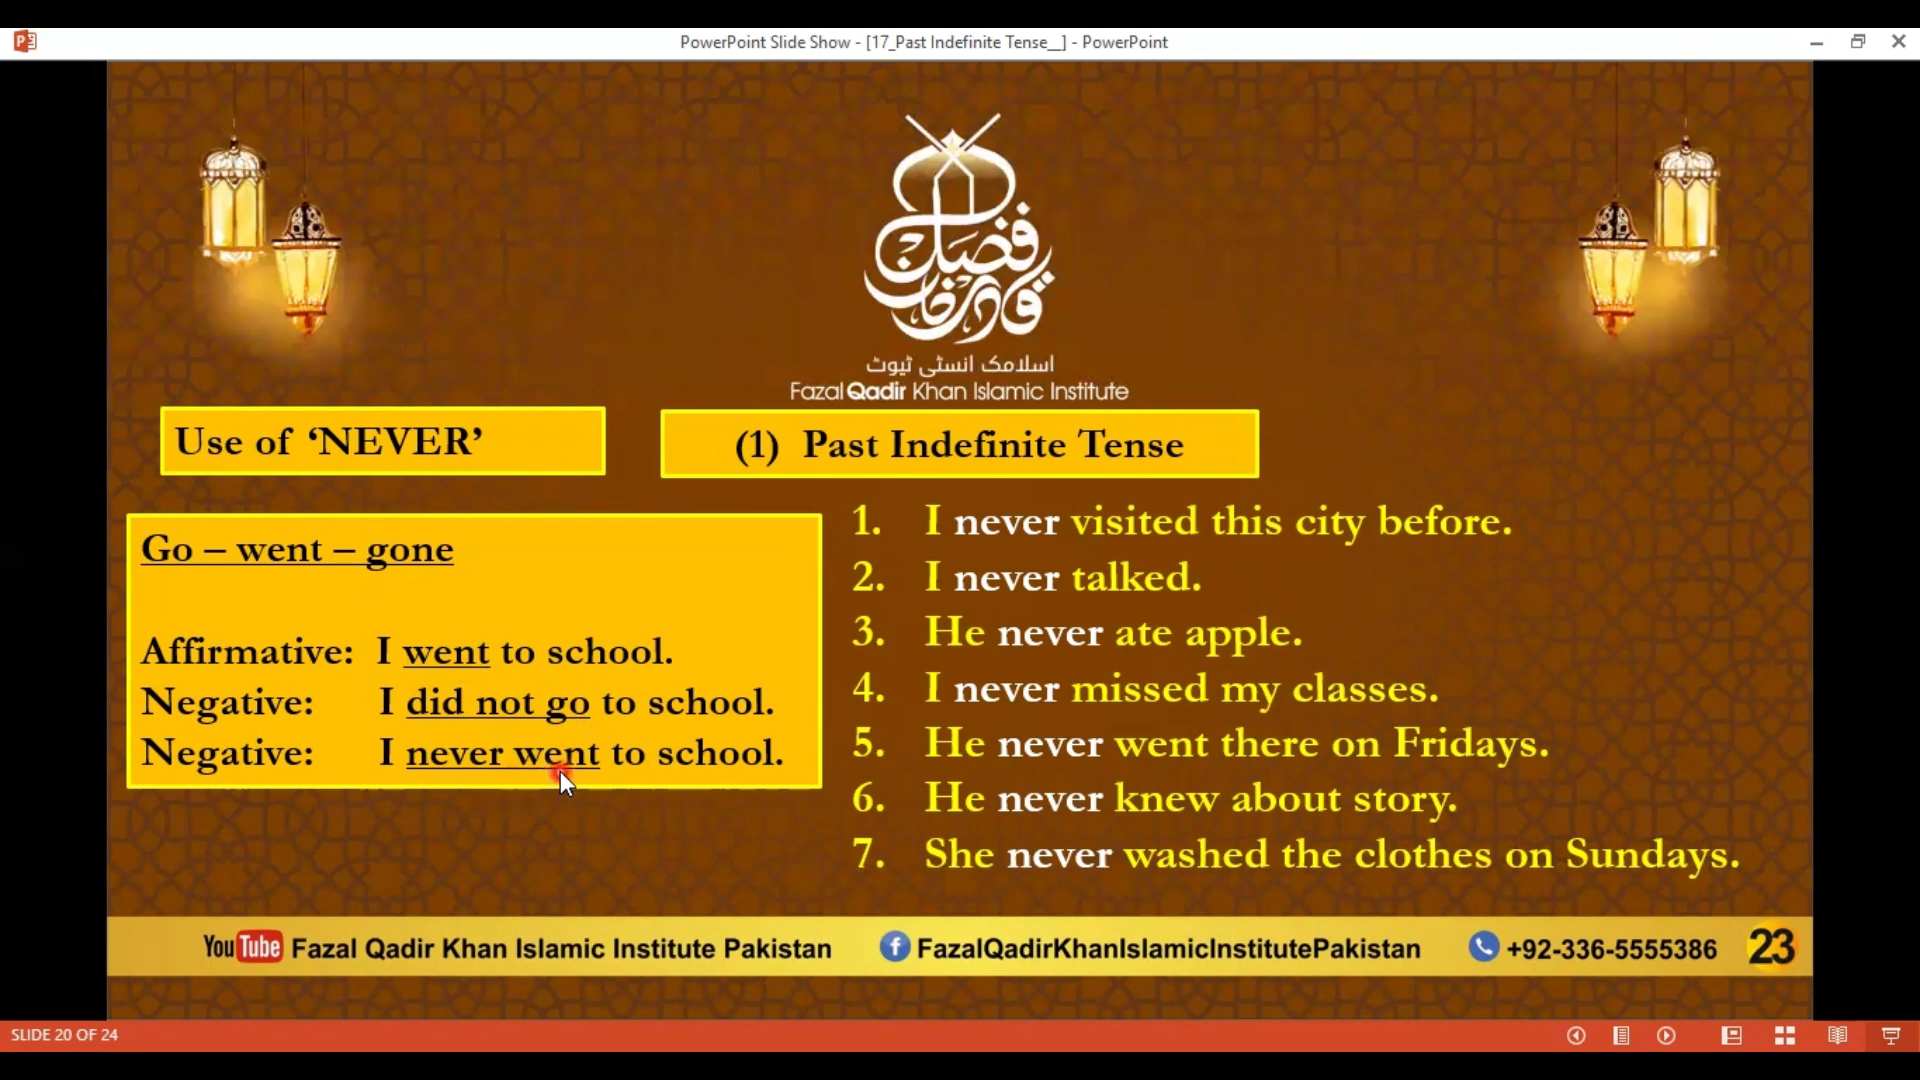 PowerPoint Slide Show - [17_Past Indefinite Tense__] - PowerPoint
فضل قادر خان
اسلامک انسٹی ٹیوٹ
Fazal Qadir Khan Islamic Institute
Use of ‘NEVER’
(1) Past Indefinite Tense
Go – went – gone
Affirmative: I went to school.
Negative: I did not go to school.
Negative: I never went to school.
1. I never visited this city before.
2. I never talked.
3. He never ate apple.
4. I never missed my classes.
5. He never went there on Fridays.
6. He never knew about story.
7. She never washed the clothes on Sundays.
YouTube Fazal Qadir Khan Islamic Institute Pakistan f FazalQadirKhanIslamicInstitutePakistan +92-336-5555386 23
SLIDE 20 OF 24